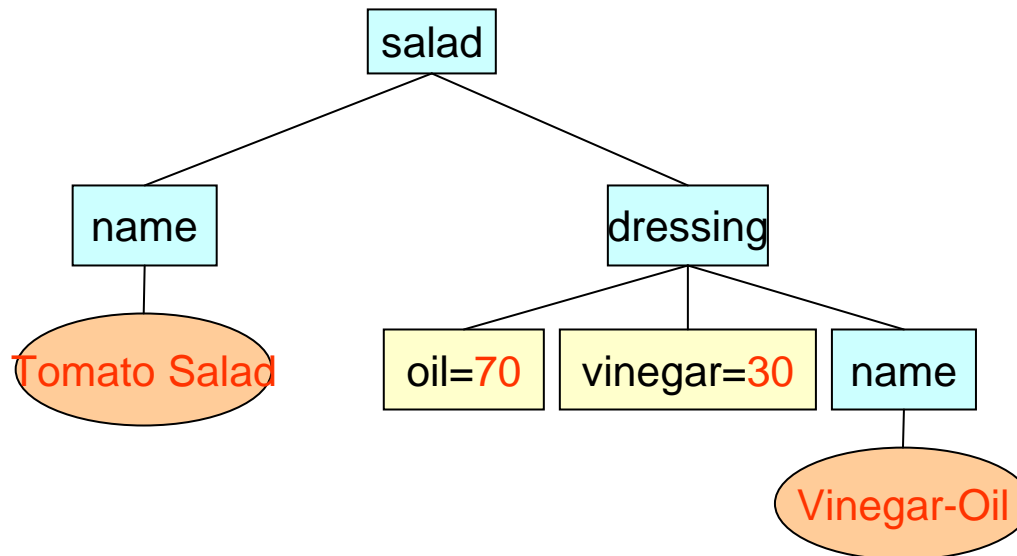 salad
name
dressing
Tomato Salad
oil=70
vinegar=30
name
Vinegar-Oil